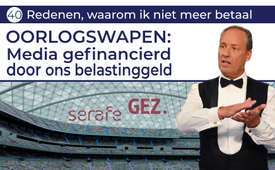 40 Redenen, waarom ik niet meer betaal
OORLOGSWAPEN:
Media gefinancierd
door ons belastinggeld
serafe GEZ.